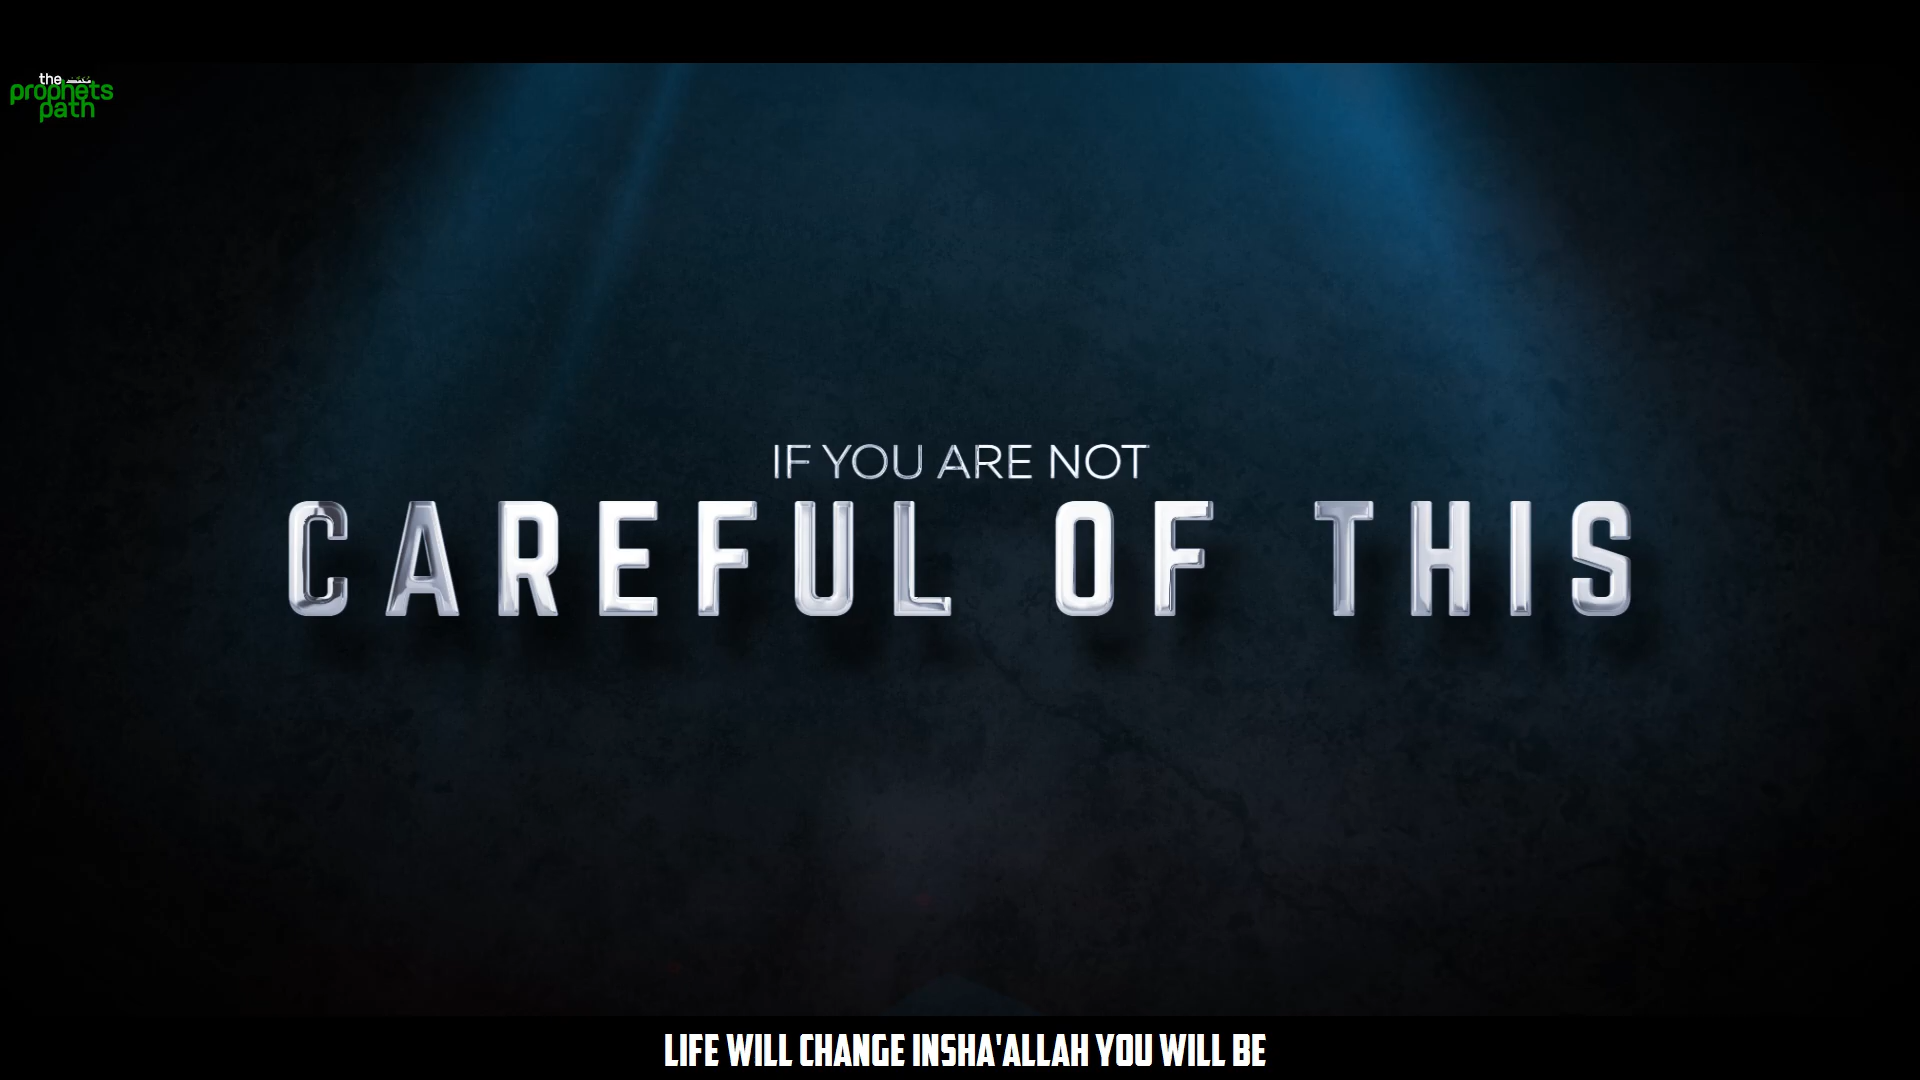 the
prophets
path
IF YOU ARE NOT
CAREFUL OF THIS
LIFE WILL CHANGE INSHA'ALLAH YOU WILL BE